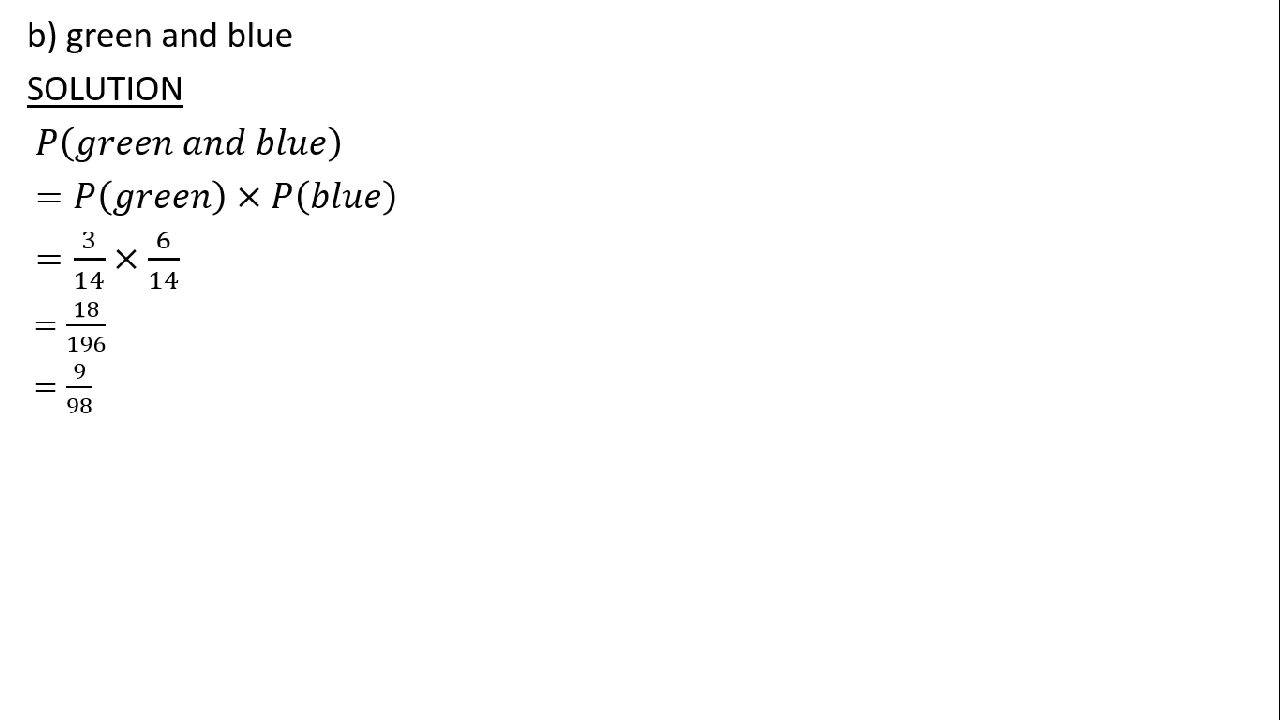 b) green and blue
SOLUTION
P(green and blue)
= P(green) × P(blue)
= 3/14 × 6/14
= 18/196
= 9/98